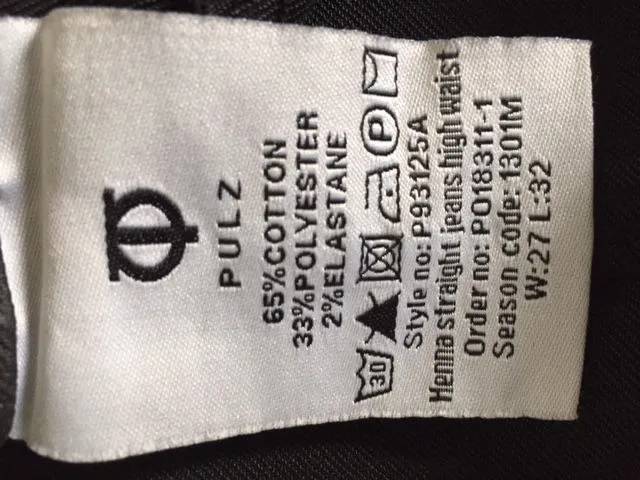 PULZ
65%COTTON
33%POLYESTER
2%ELASTANE
30 P
Style no: P93125A
Henna straight jeans high waist
Order no: PO18311-1
Season code: 1301M
W:27 L:32